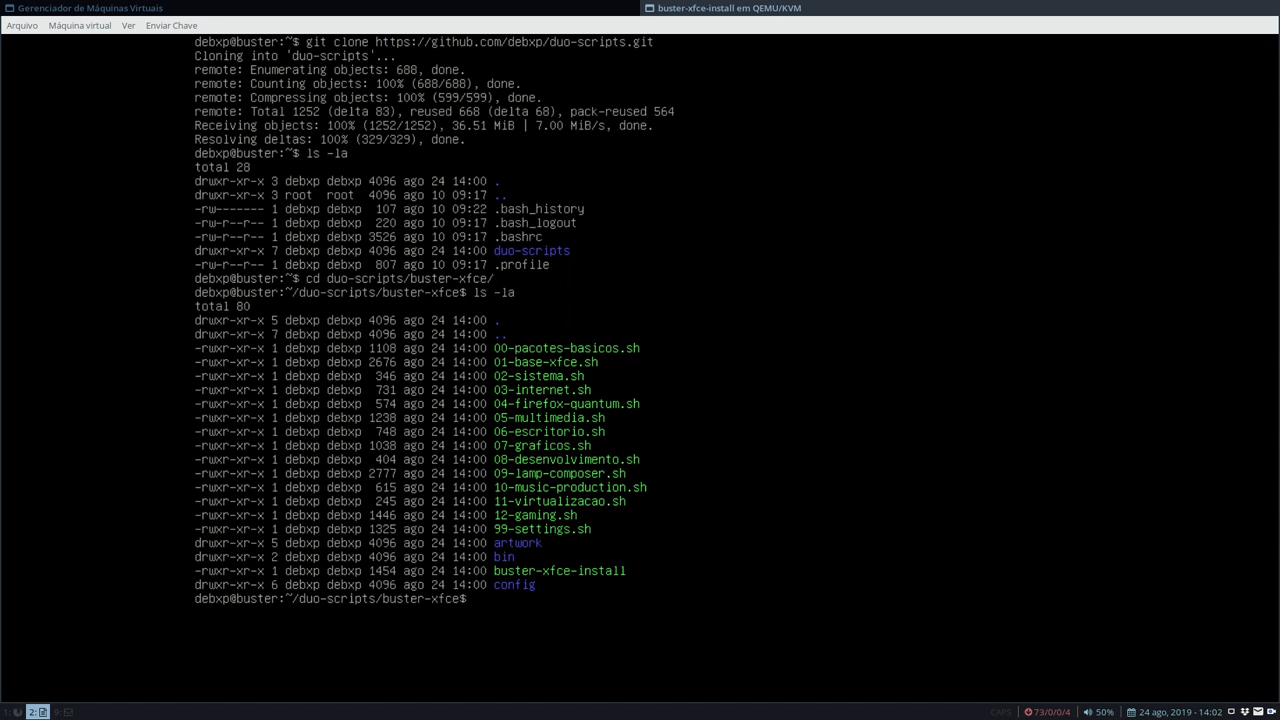 Gerenciador de Máquinas Virtuais
buster-xfce-install em QEMU/KVM
Arquivo Máquina virtual Ver Enviar Chave
debxp@buster:~$ git clone https://github.com/debxp/duo-scripts.git
Cloning into 'duo-scripts'...
remote: Enumerating objects: 688, done.
remote: Counting objects: 100% (688/688), done.
remote: Compressing objects: 100% (599/599), done.
remote: Total 1252 (delta 83), reused 668 (delta 68), pack-reused 564
Receiving objects: 100% (1252/1252), 36.51 MiB | 7.00 MiB/s, done.
Resolving deltas: 100% (329/329), done.
debxp@buster:~$ ls -la
total 28
drwxr-xr-x 3 debxp debxp 4096 ago 24 14:00 .
drwxr-xr-x 3 root  root  4096 ago 10 09:17 ..
-rw------- 1 debxp debxp  107 ago 10 09:22 .bash_history
-rw-r--r-- 1 debxp debxp  220 ago 10 09:17 .bash_logout
-rw-r--r-- 1 debxp debxp 3526 ago 10 09:17 .bashrc
drwxr-xr-x 7 debxp debxp 4096 ago 24 14:00 duo-scripts
-rw-r--r-- 1 debxp debxp  807 ago 10 09:17 .profile
debxp@buster:~$ cd duo-scripts/buster-xfce/
debxp@buster:~/duo-scripts/buster-xfce$ ls -la
total 80
drwxr-xr-x 5 debxp debxp 4096 ago 24 14:00 .
drwxr-xr-x 7 debxp debxp 4096 ago 24 14:00 ..
-rwxr-xr-x 1 debxp debxp 1108 ago 24 14:00 00-pacotes-basicos.sh
-rwxr-xr-x 1 debxp debxp 2676 ago 24 14:00 01-base-xfce.sh
-rwxr-xr-x 1 debxp debxp  346 ago 24 14:00 02-sistema.sh
-rwxr-xr-x 1 debxp debxp  731 ago 24 14:00 03-internet.sh
-rwxr-xr-x 1 debxp debxp  574 ago 24 14:00 04-firefox-quantum.sh
-rwxr-xr-x 1 debxp debxp 1238 ago 24 14:00 05-multimedia.sh
-rwxr-xr-x 1 debxp debxp  748 ago 24 14:00 06-escritorio.sh
-rwxr-xr-x 1 debxp debxp 1038 ago 24 14:00 07-graficos.sh
-rwxr-xr-x 1 debxp debxp  404 ago 24 14:00 08-desenvolvimento.sh
-rwxr-xr-x 1 debxp debxp 2777 ago 24 14:00 09-lamp-composer.sh
-rwxr-xr-x 1 debxp debxp  615 ago 24 14:00 10-music-production.sh
-rwxr-xr-x 1 debxp debxp  245 ago 24 14:00 11-virtualizacao.sh
-rwxr-xr-x 1 debxp debxp 1446 ago 24 14:00 12-gaming.sh
-rwxr-xr-x 1 debxp debxp 1325 ago 24 14:00 99-settings.sh
drwxr-xr-x 5 debxp debxp 4096 ago 24 14:00 artwork
drwxr-xr-x 2 debxp debxp 4096 ago 24 14:00 bin
-rwxr-xr-x 1 debxp debxp 1454 ago 24 14:00 buster-xfce-install
drwxr-xr-x 6 debxp debxp 4096 ago 24 14:00 config
debxp@buster:~/duo-scripts/buster-xfce$
1: 2: 9: CAPS 73/0/0/4 50% 24 ago, 2019 - 14:02